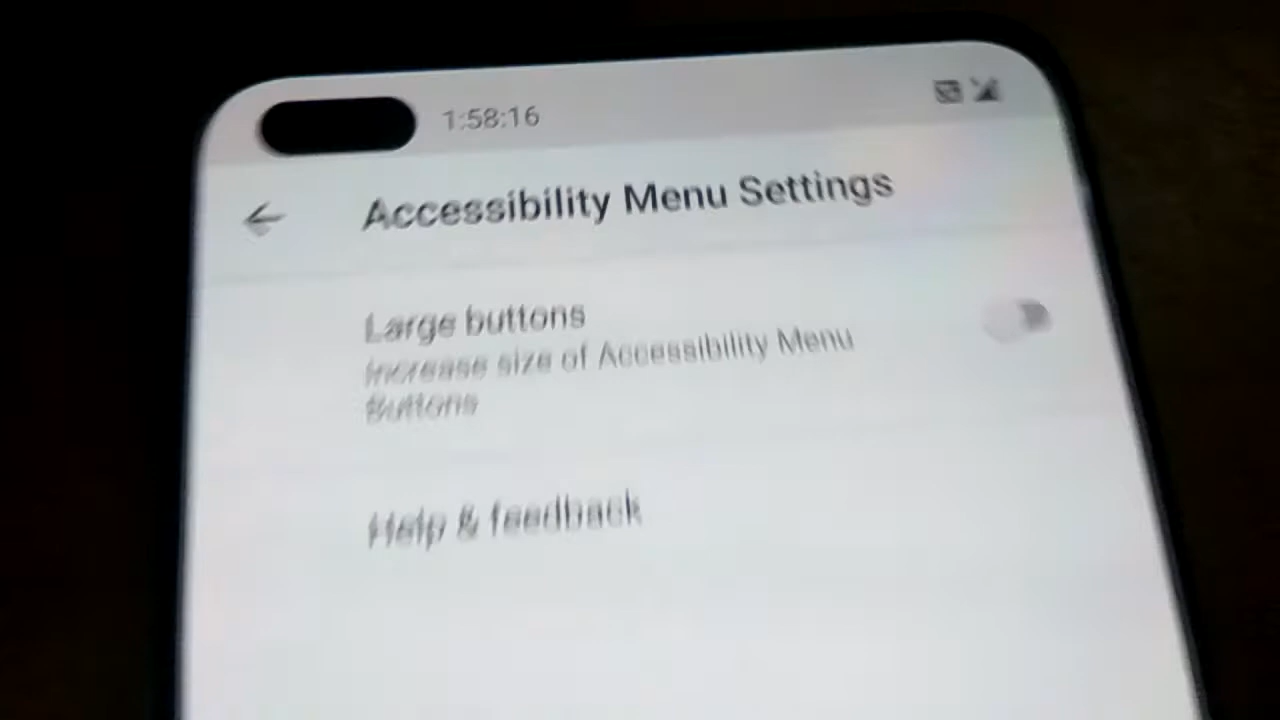 1:58:16
Accessibility Menu Settings
Large buttons
Increase size of Accessibility Menu
Buttons
Help & feedback